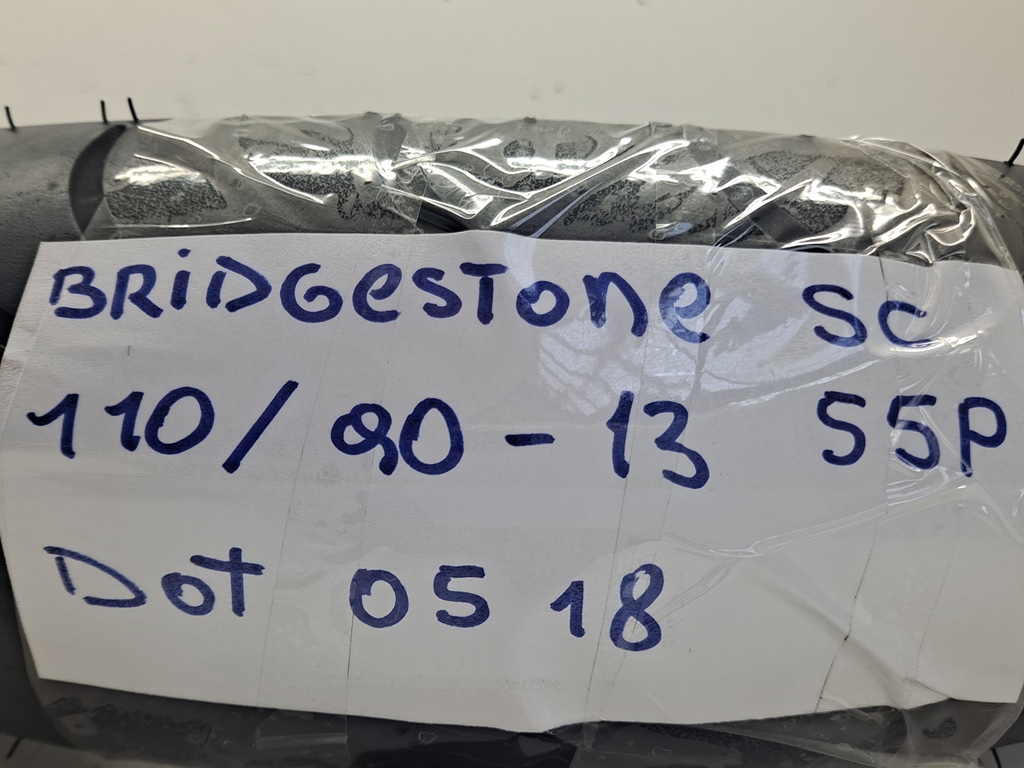 BRiDGesTone SC
110/90-13 55P
Dot 05 18